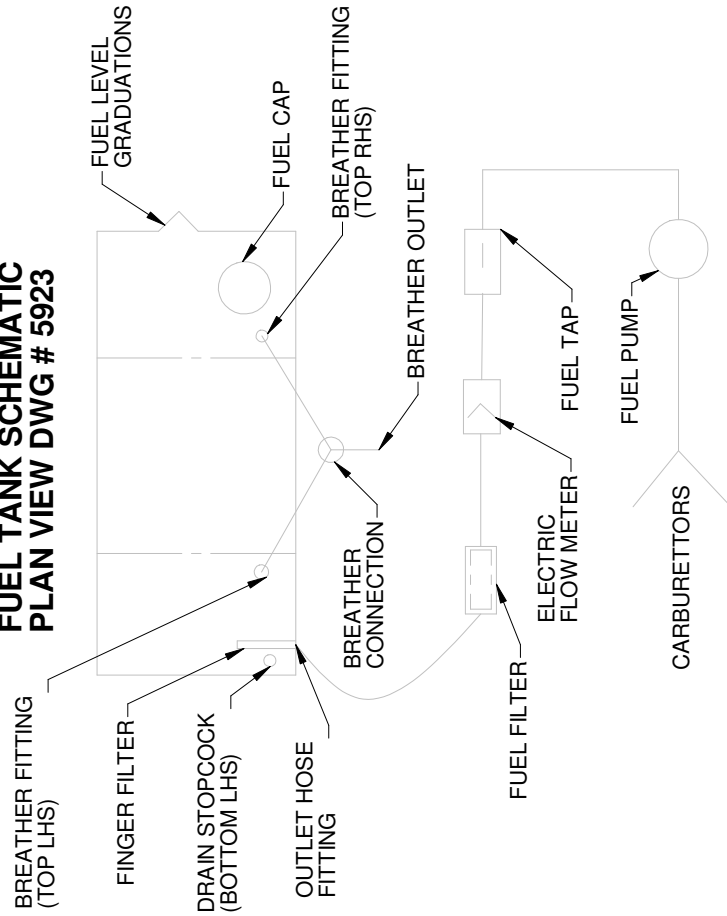 FUEL TANK SCHEMATIC
PLAN VIEW DWG # 5923
BREATHER FITTING
(TOP LHS)
FINGER FILTER
DRAIN STOPCOCK
(BOTTOM LHS)
OUTLET HOSE
FITTING
FUEL LEVEL
GRADUATIONS
FUEL CAP
BREATHER FITTING
(TOP RHS)
BREATHER OUTLET
BREATHER
CONNECTION
FUEL FILTER
ELECTRIC
FLOW METER
FUEL TAP
FUEL PUMP
CARBURETTORS